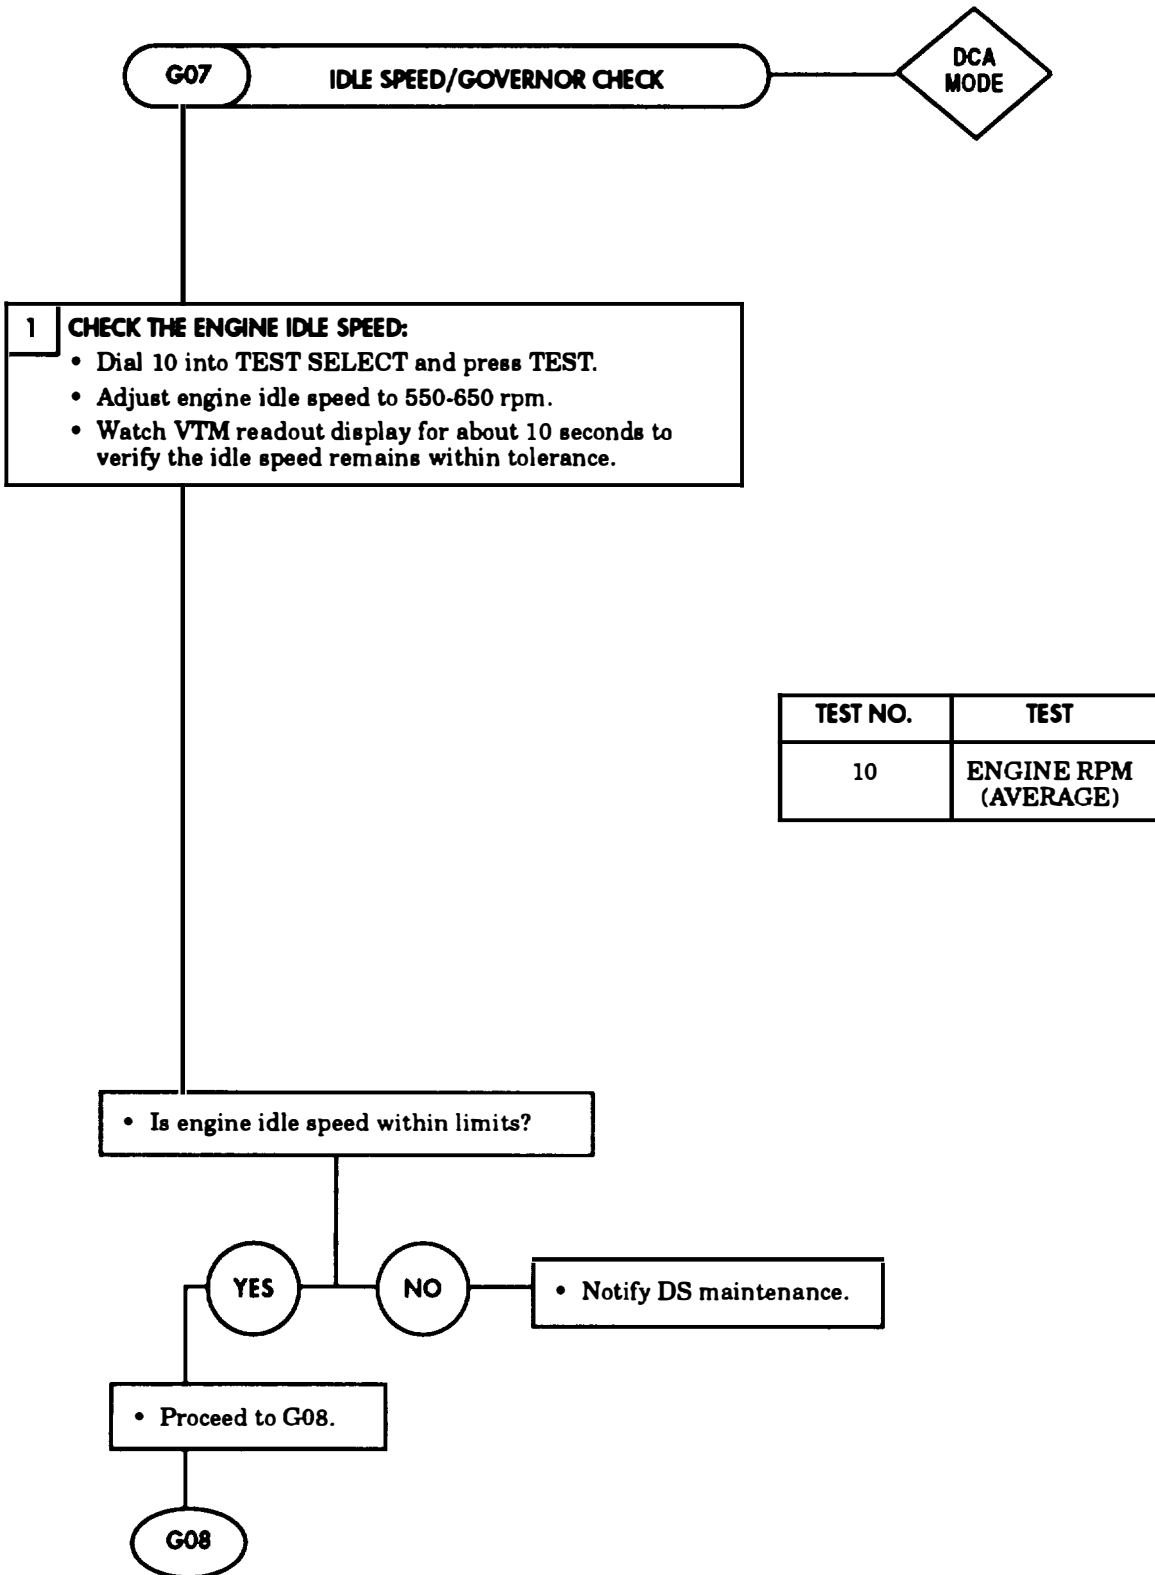 G07
IDLE SPEED/GOVERNOR CHECK
DCA
MODE
1
CHECK THE ENGINE IDLE SPEED:
• Dial 10 into TEST SELECT and press TEST.
• Adjust engine idle speed to 550-650 rpm.
• Watch VTM readout display for about 10 seconds to
verify the idle speed remains within tolerance.
TEST NO.
TEST
10
ENGINE RPM
(AVERAGE)
• Is engine idle speed within limits?
YES
NO
• Notify DS maintenance.
• Proceed to G08.
G08